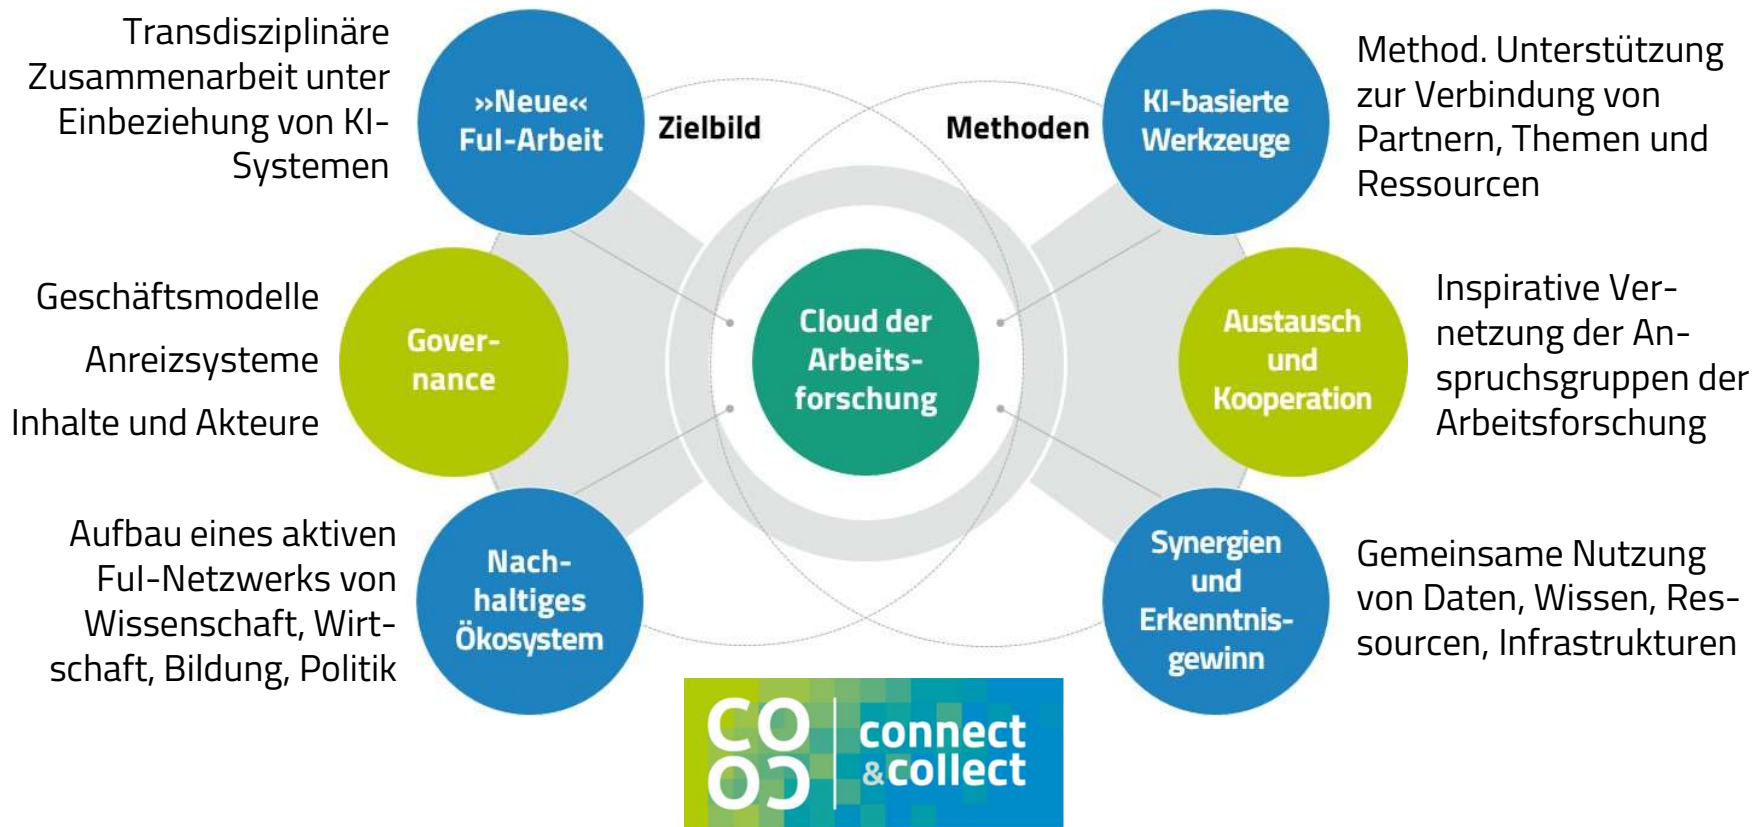 Transdisziplinäre
Zusammenarbeit unter
Einbeziehung von KI-
Systemen
»Neue«
FuI-Arbeit
Zielbild
Methoden
KI-basierte
Werkzeuge
Method. Unterstützung
zur Verbindung von
Partnern, Themen und
Ressourcen
Geschäftsmodelle
Anreizsysteme
Inhalte und Akteure
Gover-
nance
Cloud der
Arbeits-
forschung
Austausch
und
Kooperation
Inspirative Ver-
netzung der An-
spruchsgruppen der
Arbeitsforschung
Aufbau eines aktiven
FuI-Netzwerks von
Wissenschaft, Wirt-
schaft, Bildung, Politik
Nach-
haltiges
Ökosystem
Synergien
und
Erkenntnis-
gewinn
Gemeinsame Nutzung
von Daten, Wissen, Res-
sourcen, Infrastrukturen
CO
CO
connect
&collect